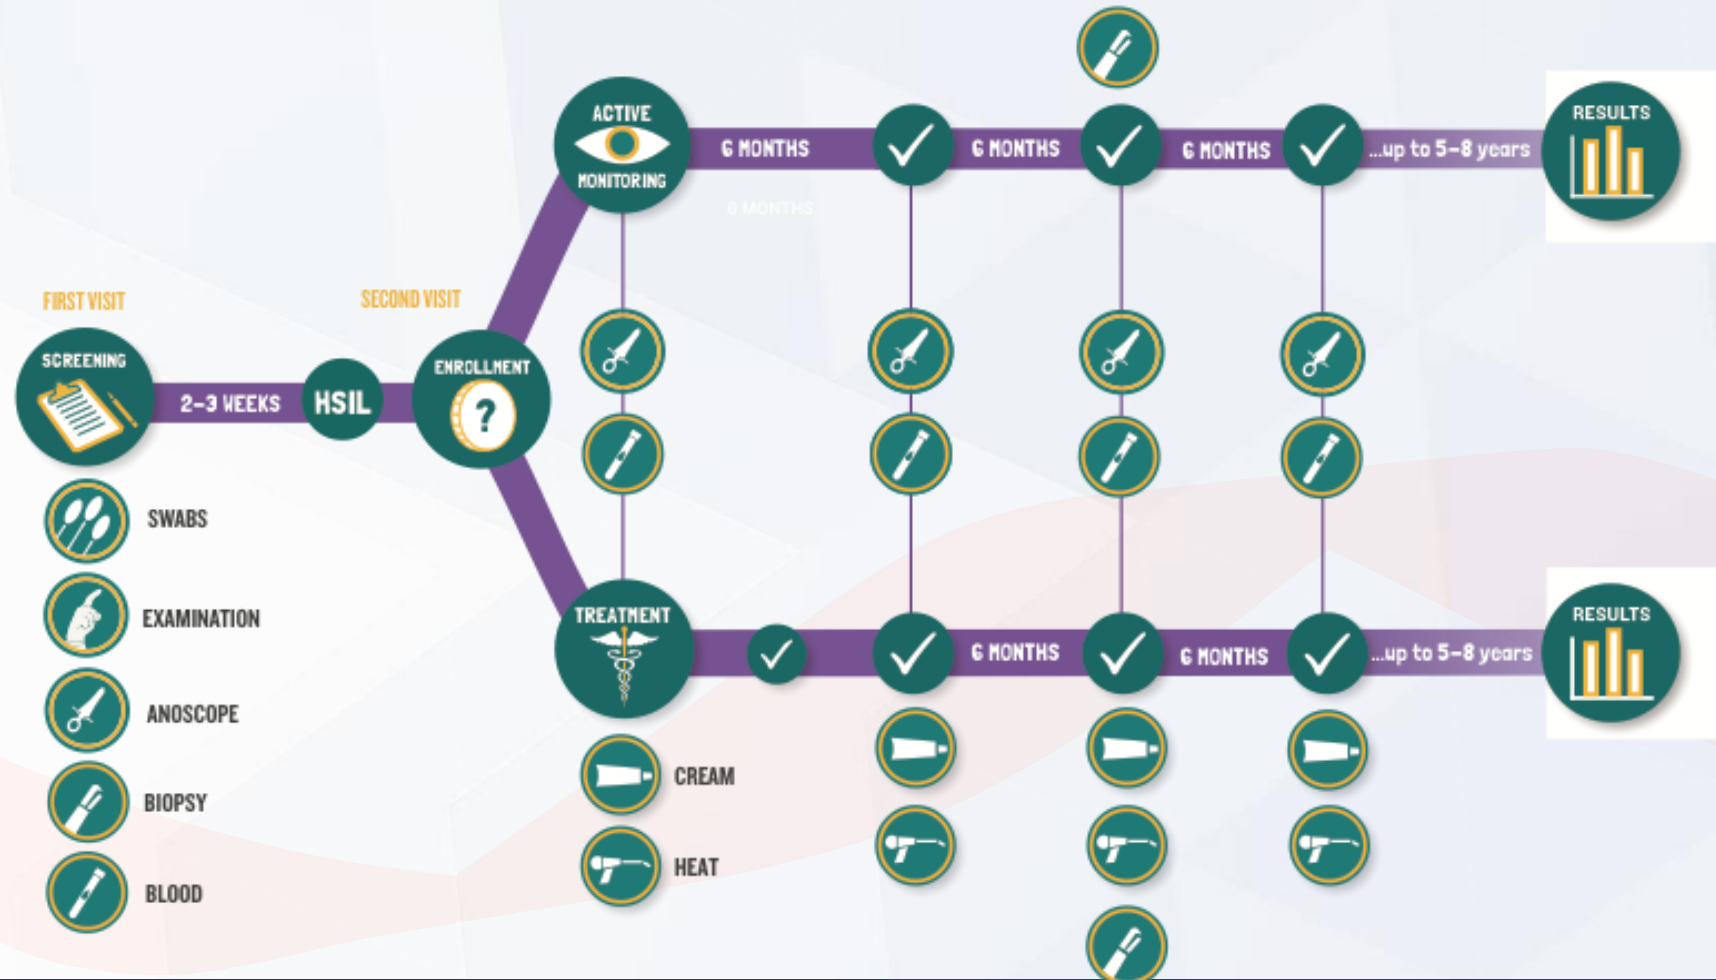 ACTIVE
MONITORING
6 MONTHS
6 MONTHS
6 MONTHS
...up to 5-8 years
RESULTS
6 MONTHS
FIRST VISIT
SECOND VISIT
SCREENING
2-3 WEEKS
HSIL
ENROLLMENT
?
SWABS
EXAMINATION
ANOSCOPE
BIOPSY
BLOOD
TREATMENT
6 MONTHS
6 MONTHS
...up to 5-8 years
RESULTS
CREAM
HEAT